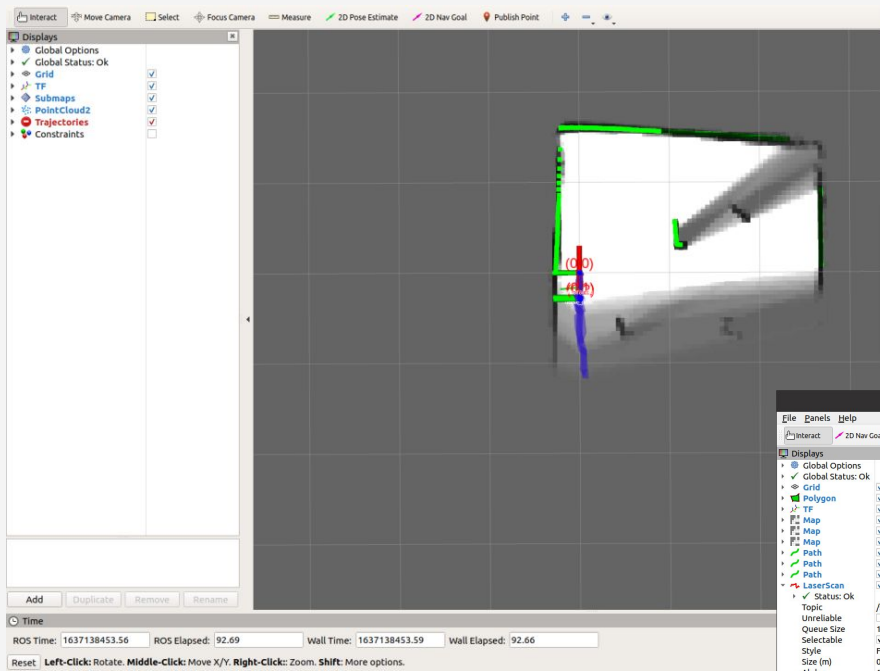 Interact Move Camera Select Focus Camera Measure 2D Pose Estimate 2D Nav Goal Publish Point
Displays
Global Options
Global Status: Ok
Grid
TF
Submaps
PointCloud2
Trajectories
Constraints
(0,0)
Add Duplicate Remove Rename
Time
ROS Time: 1637138453.56 ROS Elapsed: 92.69 Wall Time: 1637138453.59 Wall Elapsed: 92.66
Reset Left-Click: Rotate. Middle-Click: Move X/Y. Right-Click:: Zoom. Shift: More options.
File Panels Help
Interact 2D Nav Goa
Displays
Global Options
Global Status: Ok
Grid
Polygon
TF
Map
Map
Map
Path
Path
Path
LaserScan
Status: Ok
Topic /
Unreliable
Queue Size 1
Selectable
Style F
Size (m) 0